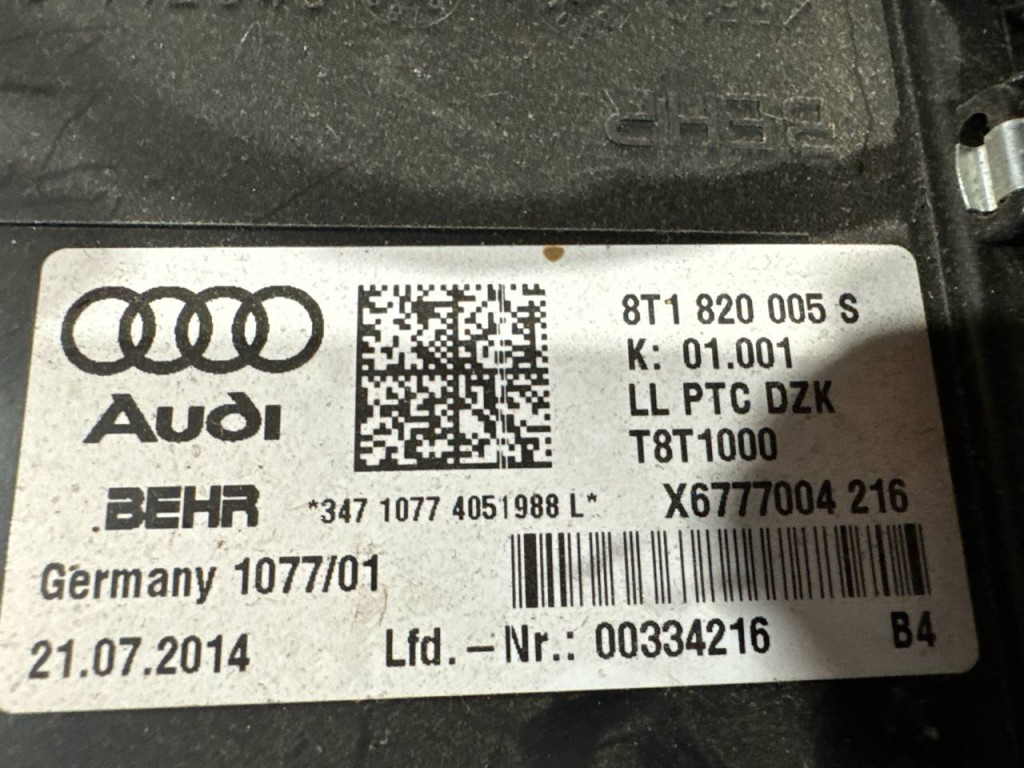 BEHR
8T1 820 005 S
K: 01.001
LL PTC DZK
T8T1000
Audi
BEHR *347 1077 4051988 L* X6777004 216
Germany 1077/01
21.07.2014 Lfd. - Nr.: 00334216 B4